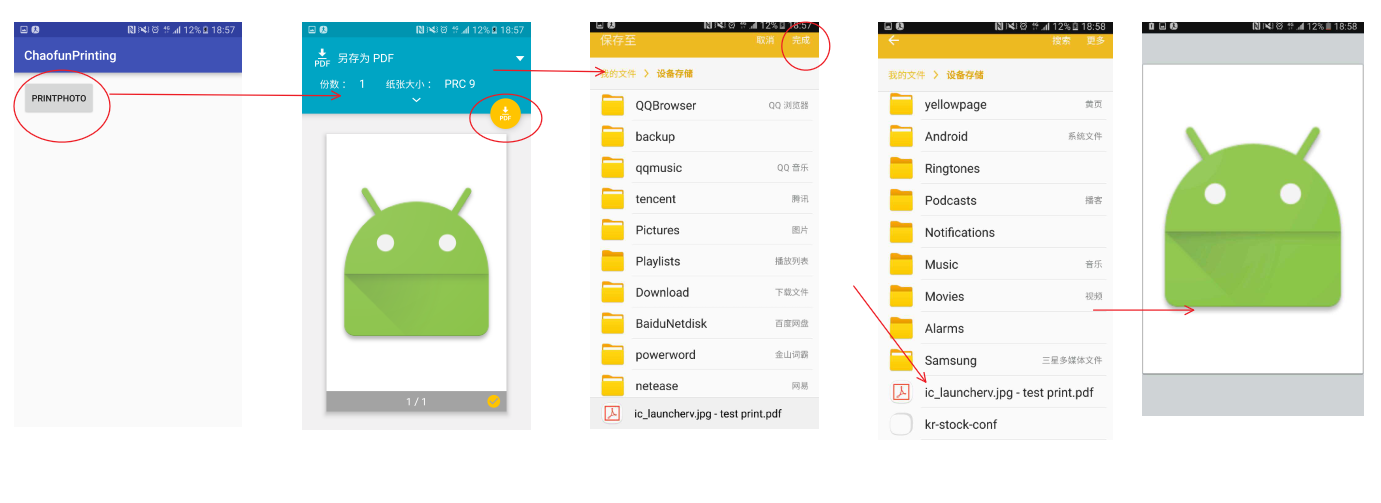 12% 18:57
ChaofunPrinting
PRINTPHOTO
12% 18:57
PDF
另存为 PDF
份数： 1 纸张大小： PRC 9
PDF
1 / 1
12% 18:57
保存至 取消 完成
我的文件 > 设备存储
QQBrowser QQ 浏览器
backup
qqmusic QQ 音乐
tencent 腾讯
Pictures 图片
Playlists 播放列表
Download 下载文件
BaiduNetdisk 百度网盘
powerword 金山词霸
netease 网易
ic_launcherv.jpg - test print.pdf
12% 18:58
搜索 更多
我的文件 > 设备存储
yellowpage 黄页
Android 系统文件
Ringtones
Podcasts 播客
Notifications
Music 音乐
Movies 视频
Alarms
Samsung 三星多媒体文件
ic_launcherv.jpg - test print.pdf
kr-stock-conf
12% 18:58